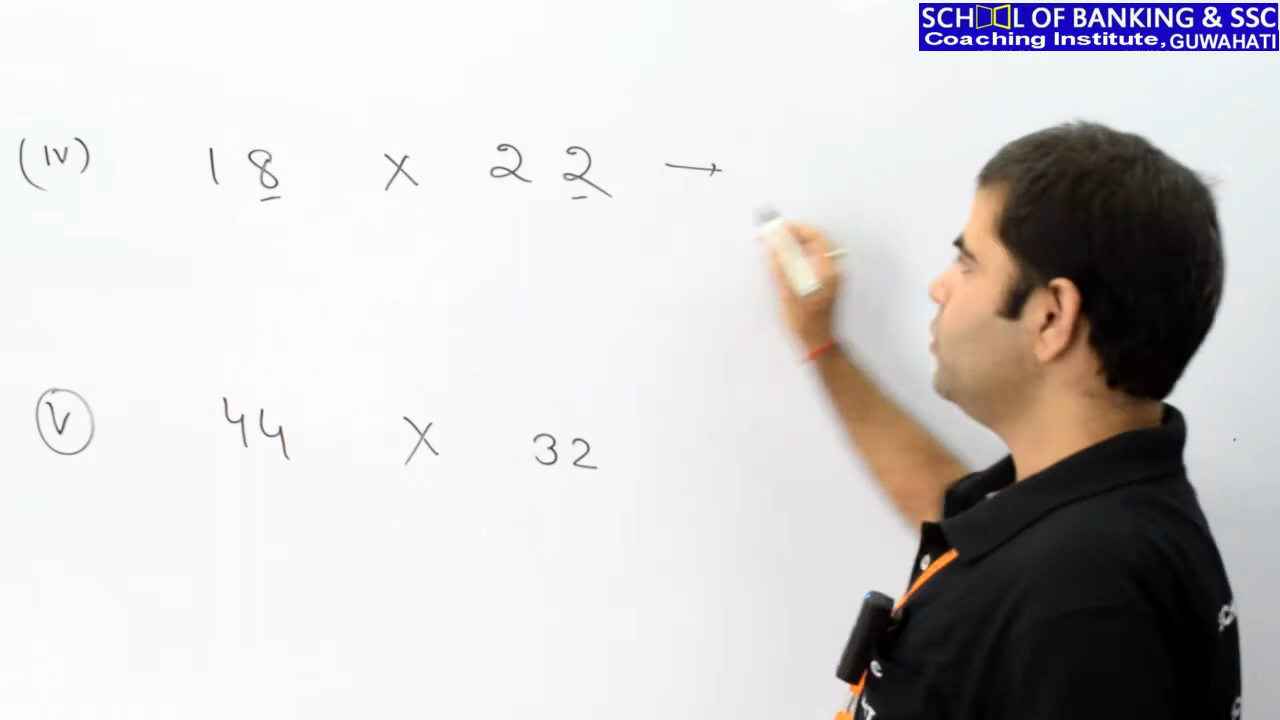 SCHOOL OF BANKING & SSC
Coaching Institute, GUWAHATI
(iv) 18 × 22 →
v 44 × 32